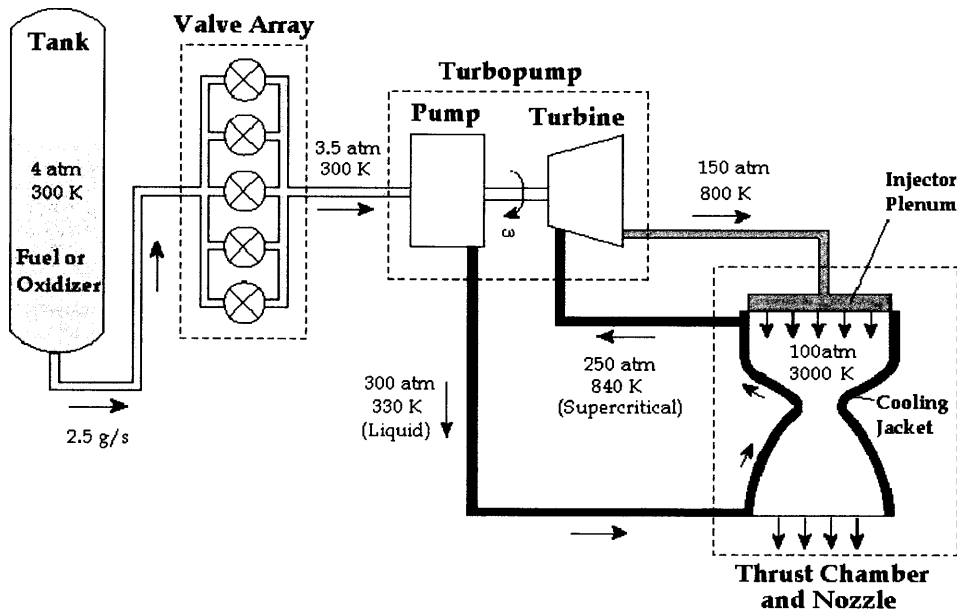 Valve Array
Tank
Turbopump
Pump
Turbine
4 atm
300 K
3.5 atm
300 K
150 atm
800 K
Injector
Plenum
ω
Fuel or
Oxidizer
100atm
3000 K
300 atm
330 K
(Liquid)
250 atm
840 K
(Supercritical)
Cooling
Jacket
2.5 g/s
Thrust Chamber
and Nozzle